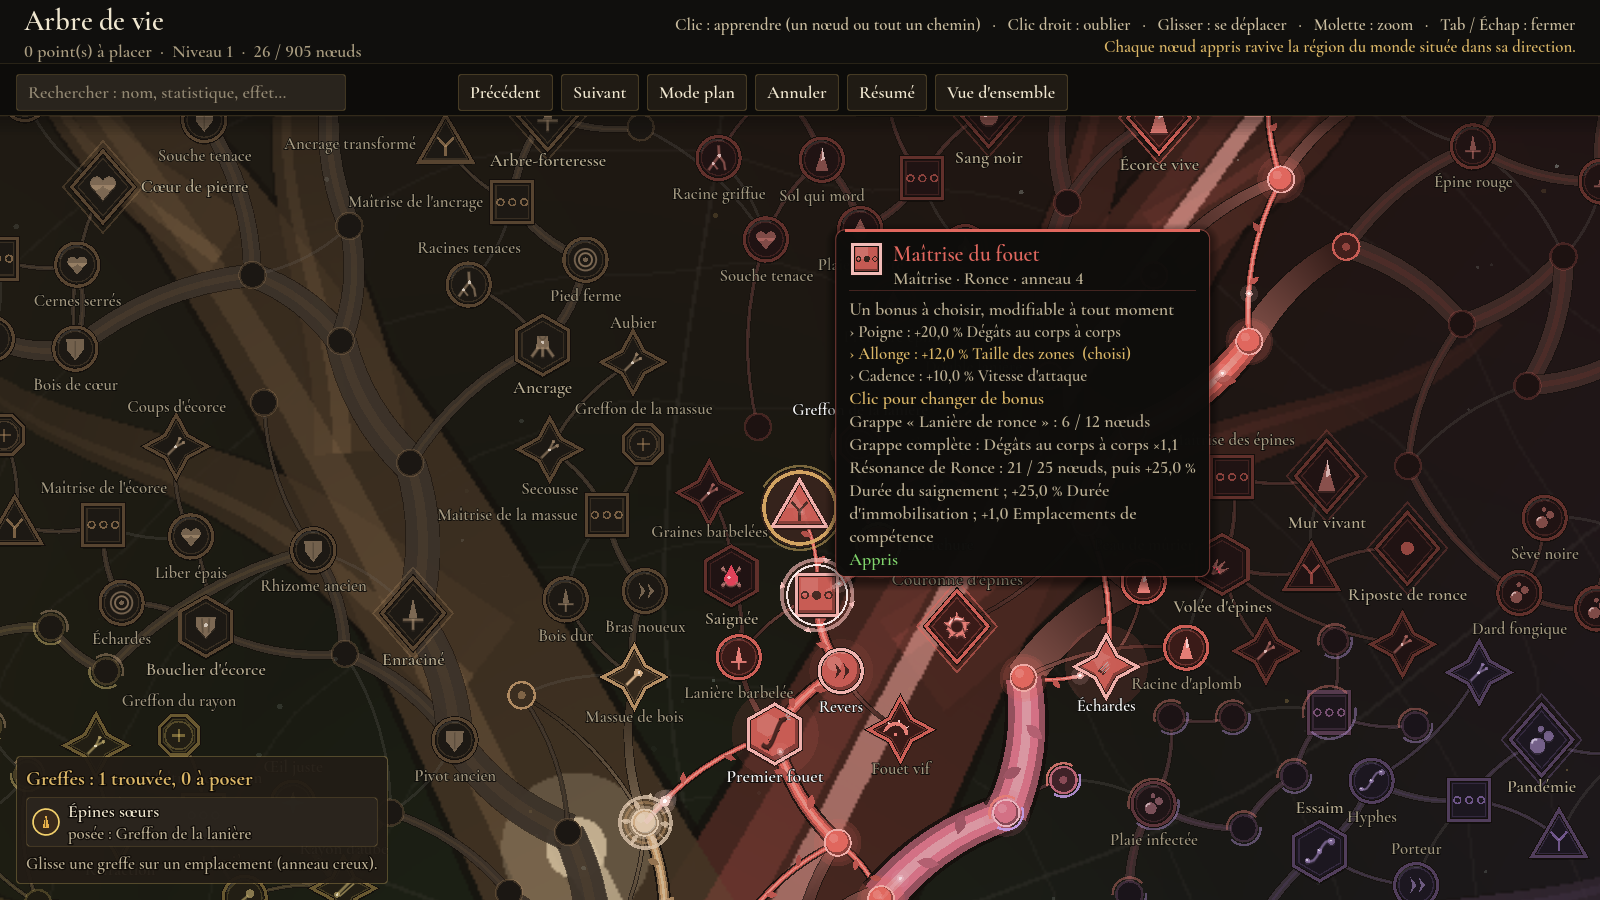 Arbre de vie
0 point(s) à placer · Niveau 1 · 26 / 905 nœuds
Clic : apprendre (un nœud ou tout un chemin) · Clic droit : oublier · Glisser : se déplacer · Molette : zoom · Tab / Échap : fermer
Chaque nœud appris ravive la région du monde située dans sa direction.
Rechercher : nom, statistique, effet...
Précédent
Suivant
Mode plan
Annuler
Résumé
Vue d'ensemble
Souche tenace
Ancrage transformé
Arbre-forteresse
Sang noir
Écorce vive
Cœur de pierre
Maîtrise de l'ancrage
Racine griffue
Sol qui mord
Épine rouge
Racines tenaces
Souche tenace
Cernes serrés
Pied ferme
Aubier
Bois de cœur
Ancrage
Coups d'écorce
Greffon de la massue
Maîtrise du fouet
Maîtrise · Ronce · anneau 4
Un bonus à choisir, modifiable à tout moment
› Poigne : +20,0 % Dégâts au corps à corps
› Allonge : +12,0 % Taille des zones (choisi)
› Cadence : +10,0 % Vitesse d'attaque
Clic pour changer de bonus
Grappe « Lanière de ronce » : 6 / 12 nœuds
Grappe complète : Dégâts au corps à corps ×1,1
Résonance de Ronce : 21 / 25 nœuds, puis +25,0 %
Durée du saignement ; +25,0 % Durée
d'immobilisation ; +1,0 Emplacements de
compétence
Appris
Maîtrise de l'écorce
Secousse
Maîtrise de la massue
Graines barbelées
Mur vivant
Sève noire
Liber épais
Rhizome ancien
Couronne d'épines
Riposte de ronce
Volée d'épines
Échardes
Bois dur
Bras noueux
Saignée
Dard fongique
Bouclier d'écorce
Enraciné
Lanière barbelée
Racine d'aplomb
Greffon du rayon
Massue de bois
Revers
Échardes
Pivot ancien
Premier fouet
Fouet vif
Pandémie
Essaim
Hyphes
Plaie infectée
Porteur
Greffes : 1 trouvée, 0 à poser
Épines sœurs
posée : Greffon de la lanière
Glisse une greffe sur un emplacement (anneau creux).